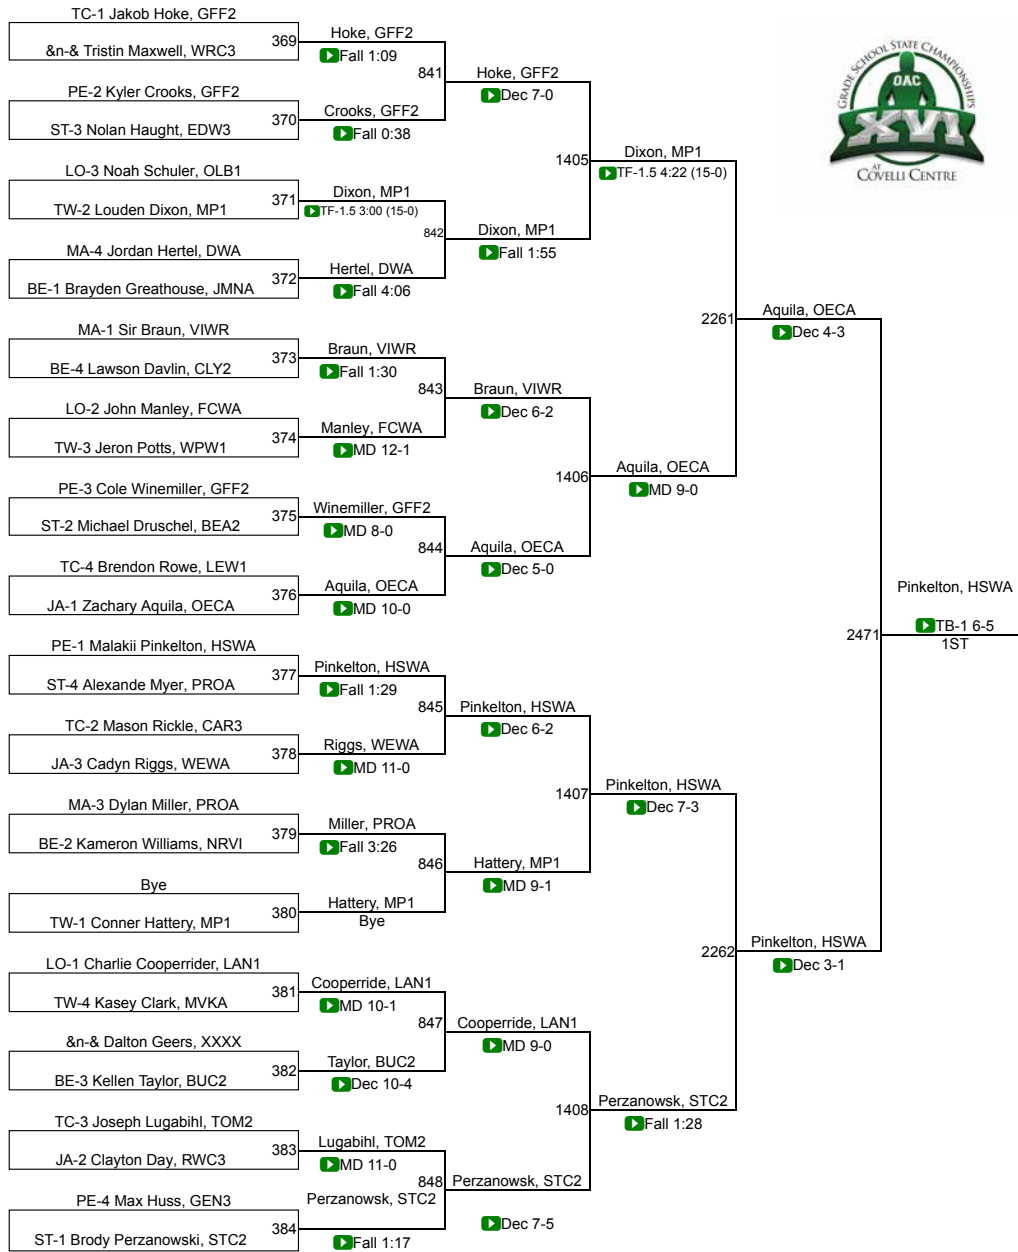 TC-1 Jakob Hoke, GFF2
369
&n-& Tristin Maxwell, WRC3
PE-2 Kyler Crooks, GFF2
370
ST-3 Nolan Haught, EDW3
LO-3 Noah Schuler, OLB1
371
TW-2 Louden Dixon, MP1
MA-4 Jordan Hertel, DWA
372
BE-1 Brayden Greathouse, JMNA
MA-1 Sir Braun, VIWR
373
BE-4 Lawson Davlin, CLY2
LO-2 John Manley, FCWA
374
TW-3 Jeron Potts, WPW1
PE-3 Cole Winemiller, GFF2
375
ST-2 Michael Druschel, BEA2
TC-4 Brendon Rowe, LEW1
376
JA-1 Zachary Aquila, OECA
PE-1 Malakii Pinkelton, HSWA
377
ST-4 Alexande Myer, PROA
TC-2 Mason Rickle, CAR3
378
JA-3 Cadyn Riggs, WEWA
MA-3 Dylan Miller, PROA
379
BE-2 Kameron Williams, NRVI
Bye
380
TW-1 Conner Hattery, MP1
LO-1 Charlie Cooperrider, LAN1
381
TW-4 Kasey Clark, MVKA
&n-& Dalton Geers, XXXX
382
BE-3 Kellen Taylor, BUC2
TC-3 Joseph Lugabihl, TOM2
383
JA-2 Clayton Day, RWC3
PE-4 Max Huss, GEN3
384
ST-1 Brody Perzanowski, STC2
Hoke, GFF2
Fall 1:09
841
Crooks, GFF2
Fall 0:38
Dixon, MP1
TF-1.5 3:00 (15-0)
842
Hertel, DWA
Fall 4:06
Braun, VIWR
Fall 1:30
843
Manley, FCWA
MD 12-1
Winemiller, GFF2
MD 8-0
844
Aquila, OECA
MD 10-0
Pinkelton, HSWA
Fall 1:29
845
Riggs, WEWA
MD 11-0
Miller, PROA
Fall 3:26
846
Hattery, MP1
Bye
Cooperride, LAN1
MD 10-1
847
Taylor, BUC2
Dec 10-4
Lugabihl, TOM2
MD 11-0
848
Perzanowsk, STC2
Fall 1:17
Hoke, GFF2
Dec 7-0
1405
Dixon, MP1
Fall 1:55
Braun, VIWR
Dec 6-2
1406
Aquila, OECA
Dec 5-0
Pinkelton, HSWA
Dec 6-2
1407
Hattery, MP1
MD 9-1
Cooperride, LAN1
MD 9-0
1408
Perzanowsk, STC2
Dec 7-5
Dixon, MP1
TF-1.5 4:22 (15-0)
2261
Aquila, OECA
MD 9-0
Pinkelton, HSWA
Dec 7-3
2262
Perzanowsk, STC2
Fall 1:28
Aquila, OECA
Dec 4-3
2471
Pinkelton, HSWA
Dec 3-1
Pinkelton, HSWA
TB-1 6-5
1ST
GRADE SCHOOL STATE CHAMPIONSHIPS
OAC
XVI
AT
COVELLI CENTRE